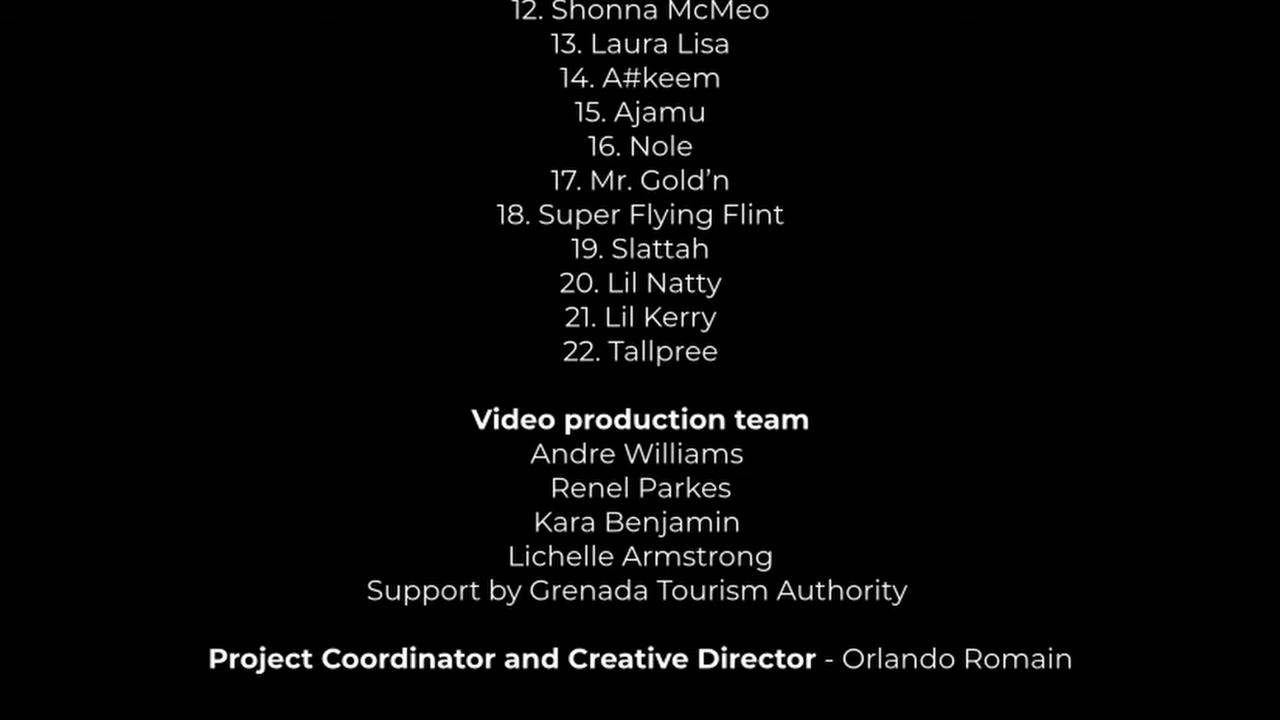 12. Shonna McMeo
13. Laura Lisa
14. A#keem
15. Ajamu
16. Nole
17. Mr. Gold’n
18. Super Flying Flint
19. Slattah
20. Lil Natty
21. Lil Kerry
22. Tallpree
Video production team
Andre Williams
Renel Parkes
Kara Benjamin
Lichelle Armstrong
Support by Grenada Tourism Authority
Project Coordinator and Creative Director - Orlando Romain